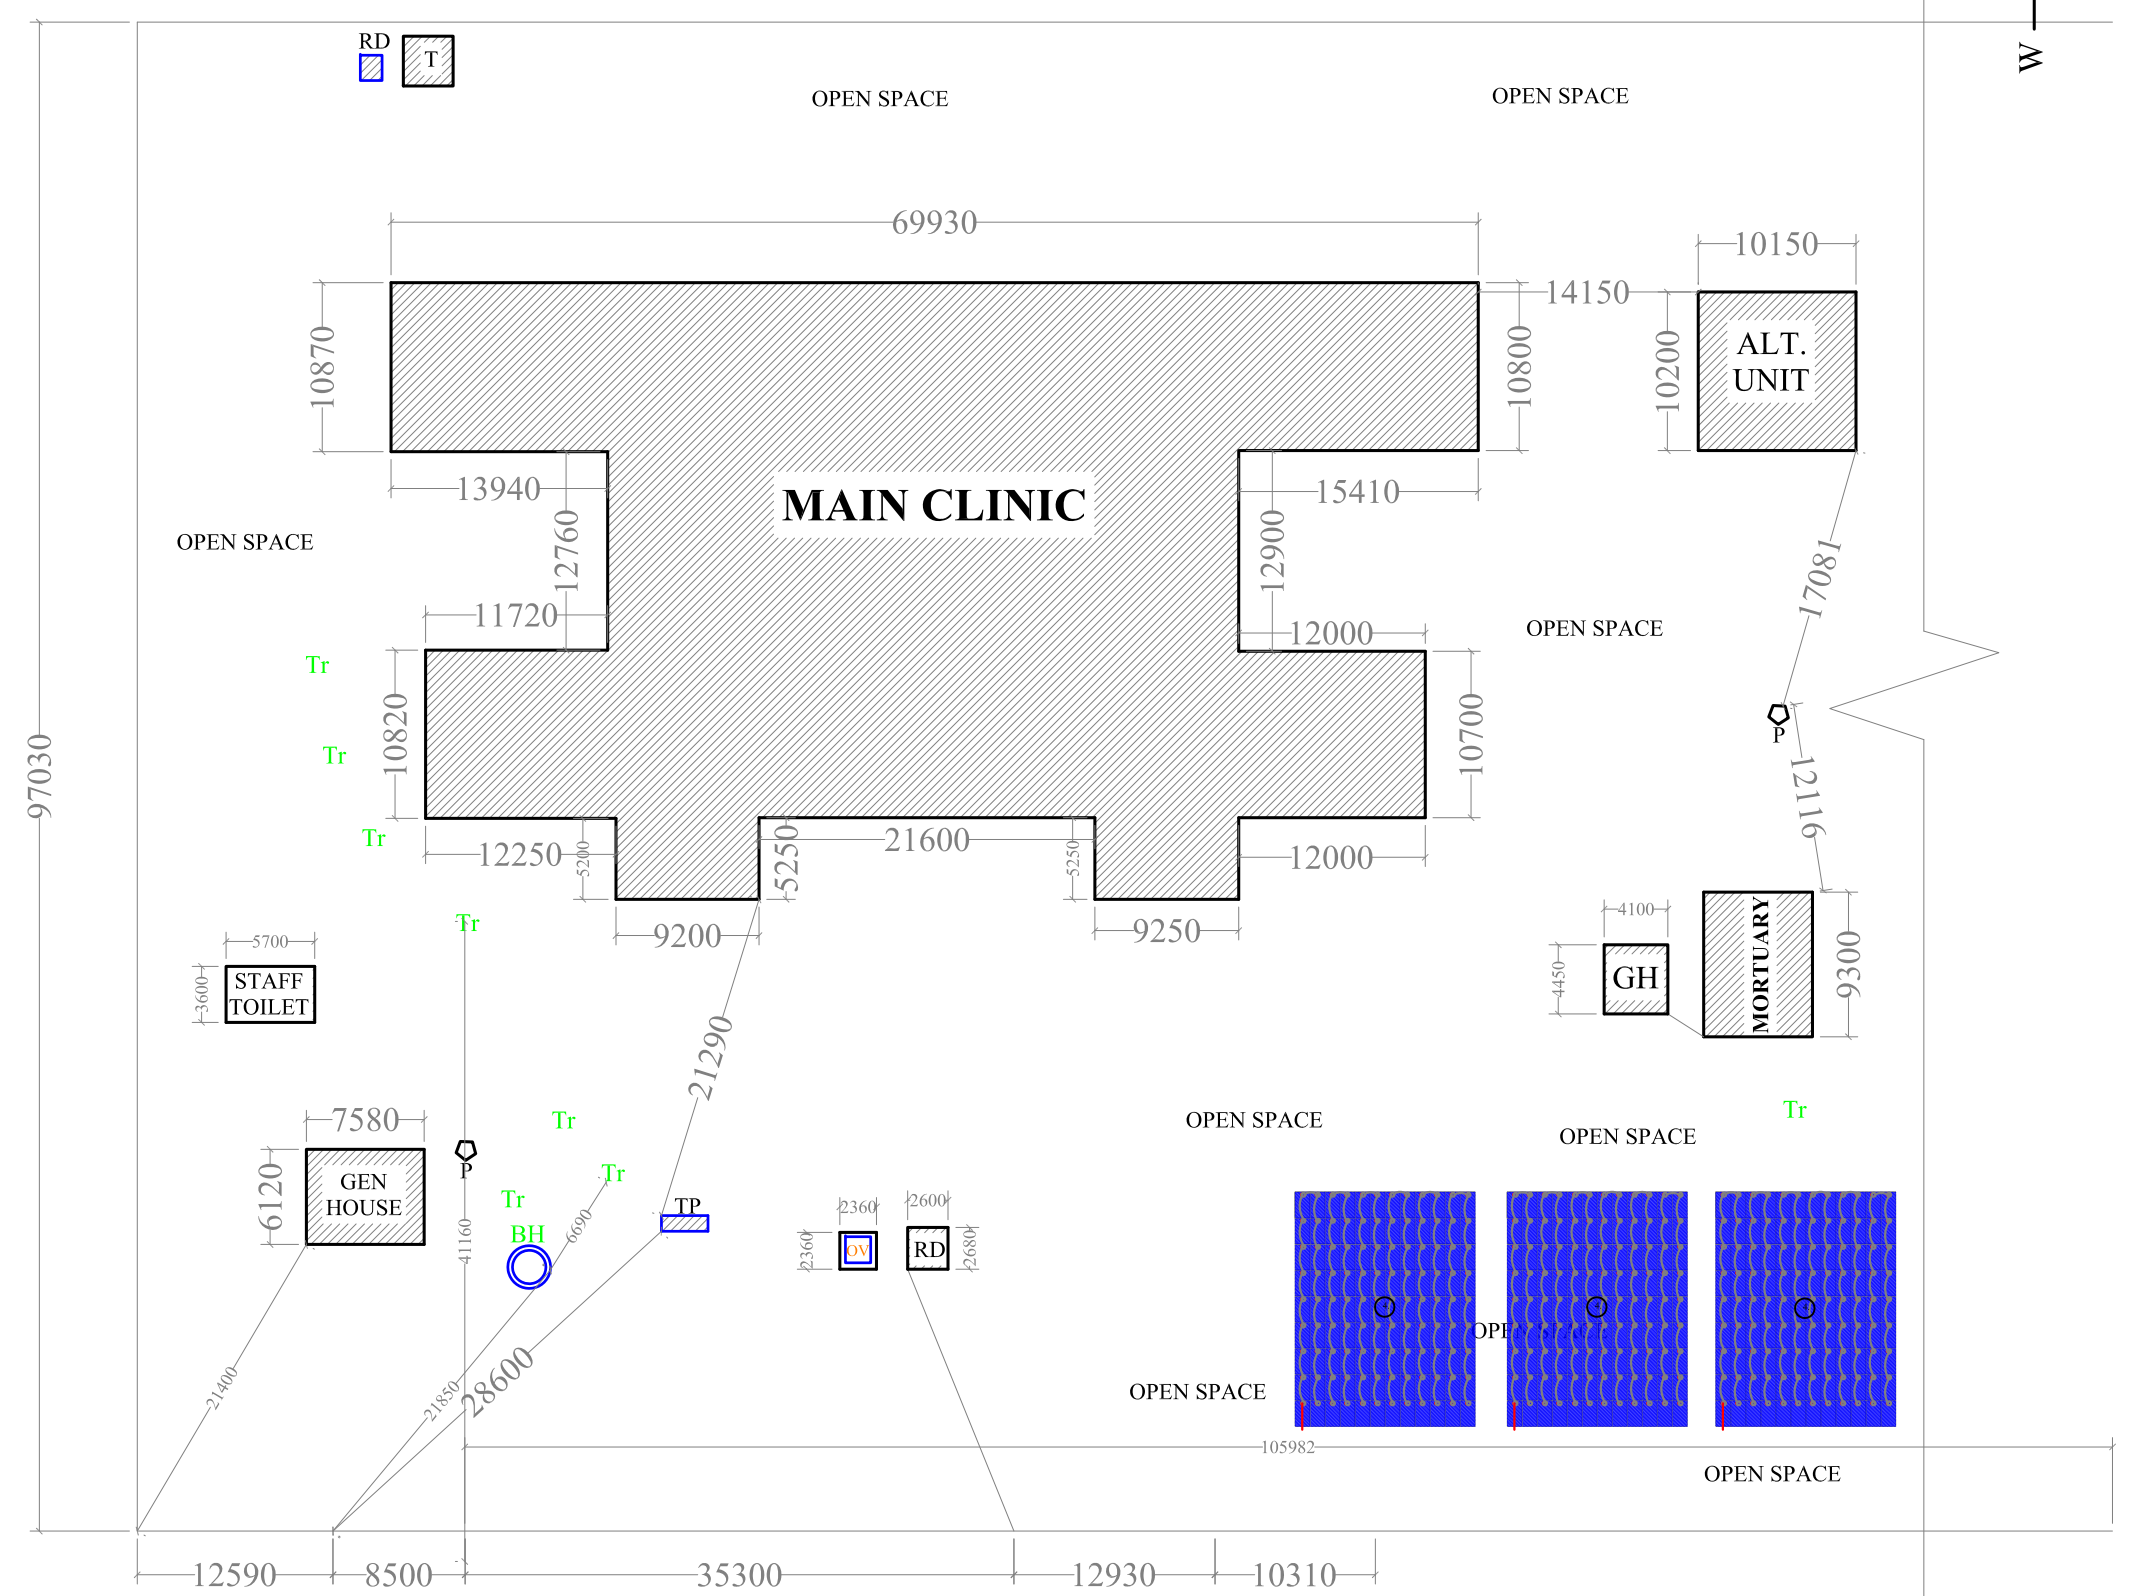 W
RD
T
OPEN SPACE
OPEN SPACE
69930
10150
14150
10870
10800
10200
ALT.
UNIT
13940
15410
MAIN CLINIC
12760
12900
OPEN SPACE
17081
11720
12000
OPEN SPACE
Tr
10820
10700
P
Tr
97030
12116
Tr
12250
5200
5250
21600
5250
12000
Tr
9200
9250
4100
MORTUARY
9300
5700
3600
STAFF
TOILET
4450
GH
21290
7580
Tr
OPEN SPACE
OPEN SPACE
Tr
P
6120
GEN
HOUSE
Tr
Tr
BH
6690
TP
2360
2600
41160
2360
OV
RD
2680
OPEN SPACE
21400
21850
28600
OPEN SPACE
105982
OPEN SPACE
12590
8500
35300
12930
10310